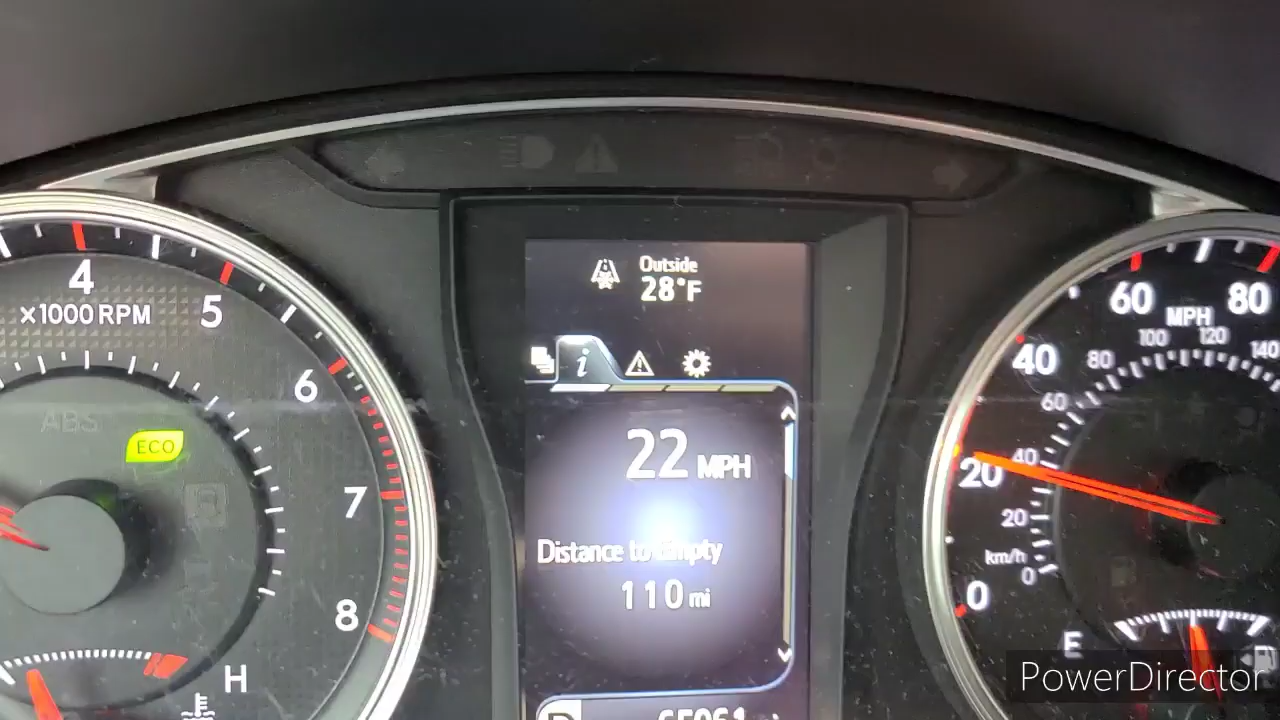 Outside
28°F
4
x1000 RPM
5
6
7
8
ABS
ECO
H
i
22 MPH
Distance to Empty
110 mi
D
60
80
MPH
100
120
140
40
80
60
20
40
20
km/h
0
0
E
PowerDirector